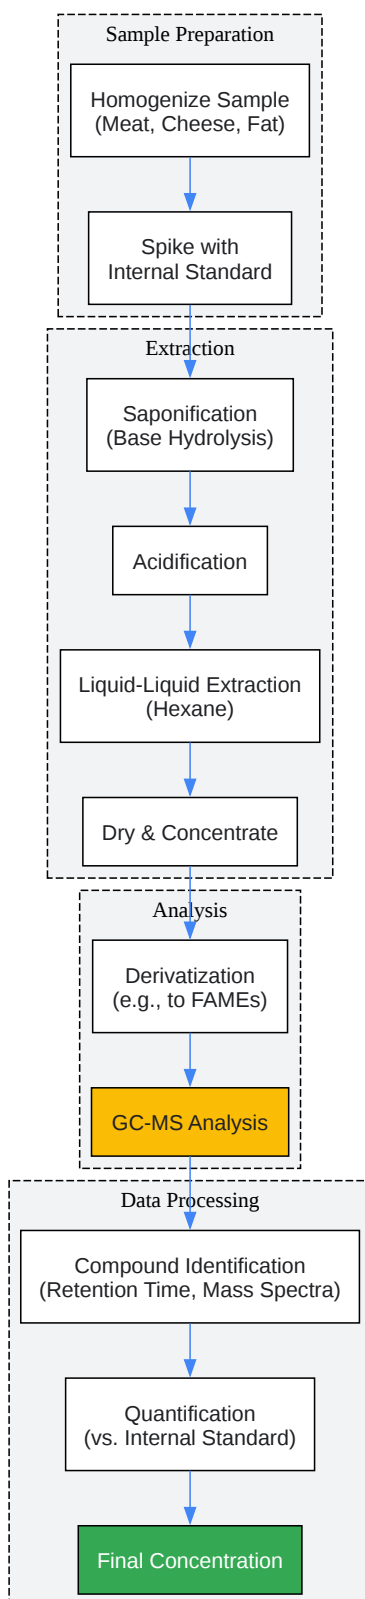 Sample Preparation
Homogenize Sample
(Meat, Cheese, Fat)
Spike with
Internal Standard
Extraction
Saponification
(Base Hydrolysis)
Acidification
Liquid-Liquid Extraction
(Hexane)
Dry & Concentrate
Analysis
Derivatization
(e.g., to FAMEs)
GC-MS Analysis
Data Processing
Compound Identification
(Retention Time, Mass Spectra)
Quantification
(vs. Internal Standard)
Final Concentration